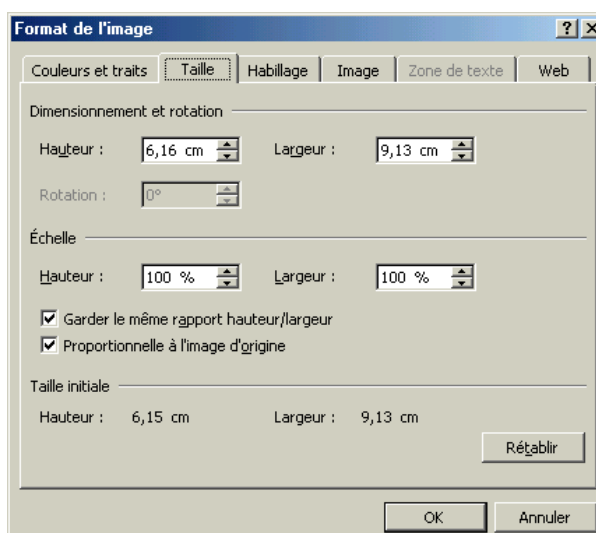 Format de l'image
Couleurs et traits Taille Habillage Image Zone de texte Web
Dimensionnement et rotation
Hauteur : 6,16 cm Largeur : 9,13 cm
Rotation : 0°
Échelle
Hauteur : 100 % Largeur : 100 %
Garder le même rapport hauteur/largeur
Proportionnelle à l'image d'origine
Taille initiale
Hauteur : 6,15 cm Largeur : 9,13 cm
Rétablir
OK Annuler